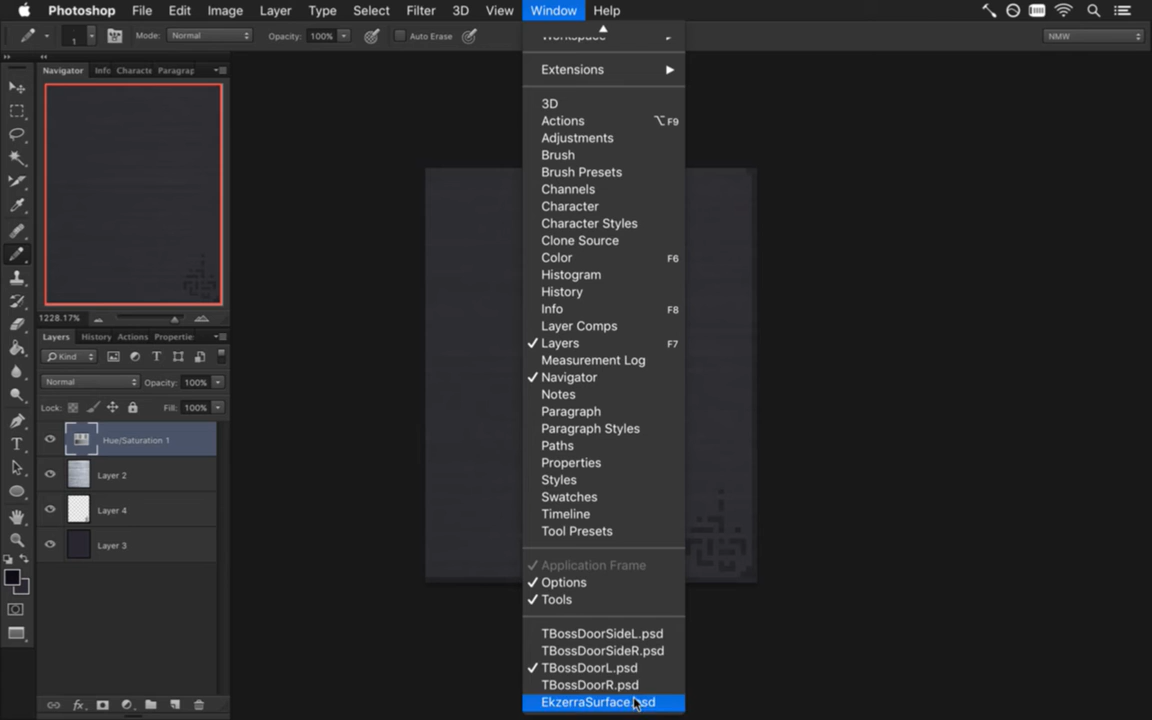 Photoshop File Edit Image Layer Type Select Filter 3D View Window Help
1 Mode: Normal Opacity: 100% Auto Erase NMW
Navigator Info Characte Paragrap
1228.17%
Layers History Actions Propertie
Kind
Normal Opacity: 100%
Lock: Fill: 100%
Hue/Saturation 1
Layer 2
Layer 4
Layer 3
fx
Workspace
Extensions
3D
Actions ⌥F9
Adjustments
Brush
Brush Presets
Channels
Character
Character Styles
Clone Source
Color F6
Histogram
History
Info F8
Layer Comps
Layers F7
Measurement Log
Navigator
Notes
Paragraph
Paragraph Styles
Paths
Properties
Styles
Swatches
Timeline
Tool Presets
Application Frame
Options
Tools
TBossDoorSideL.psd
TBossDoorSideR.psd
TBossDoorL.psd
TBossDoorR.psd
EkzerraSurface.psd